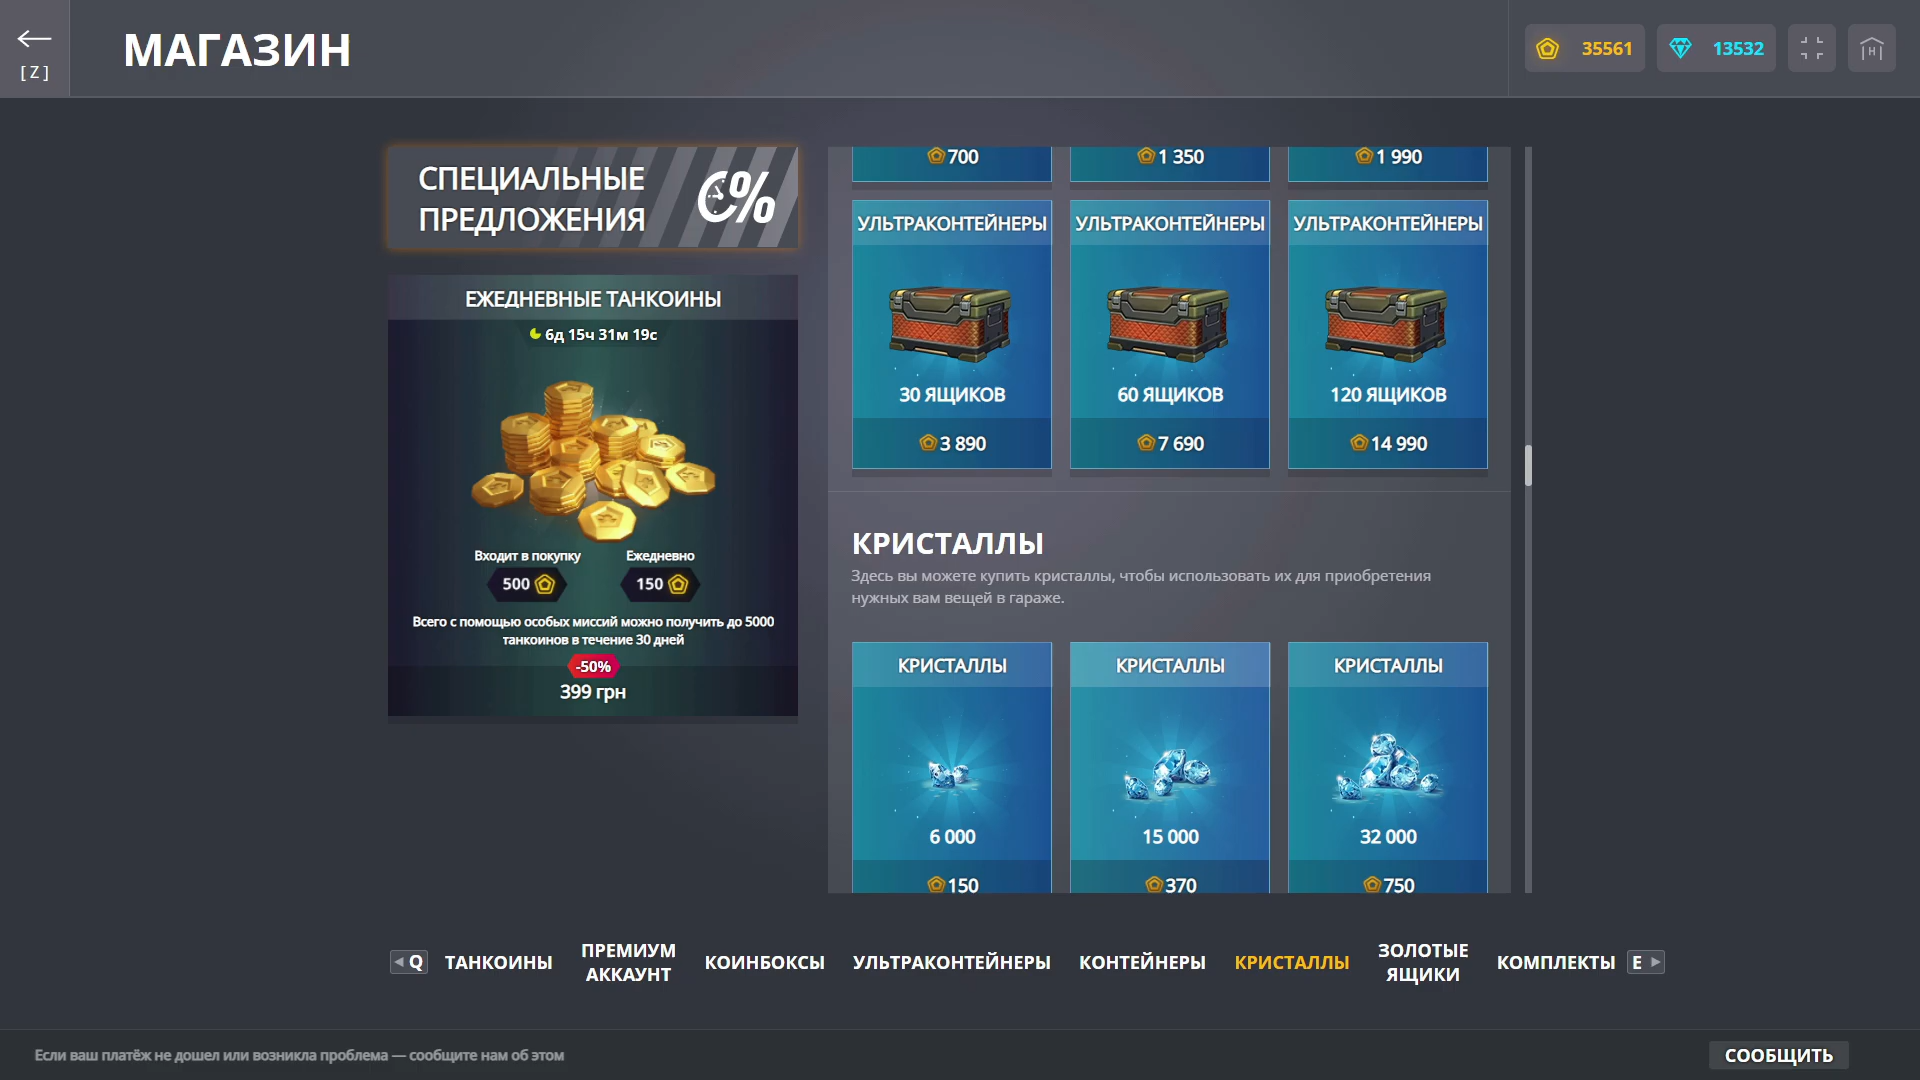 [ Z ]
МАГАЗИН
35561
13532
СПЕЦИАЛЬНЫЕ
ПРЕДЛОЖЕНИЯ
%
ЕЖЕДНЕВНЫЕ ТАНКОИНЫ
6д 15ч 31м 19с
Входит в покупку Ежедневно
500 150
Всего с помощью особых миссий можно получить до 5000
танкоинов в течение 30 дней
-50%
399 грн
700 1 350 1 990
УЛЬТРАКОНТЕЙНЕРЫ УЛЬТРАКОНТЕЙНЕРЫ УЛЬТРАКОНТЕЙНЕРЫ
30 ЯЩИКОВ 60 ЯЩИКОВ 120 ЯЩИКОВ
3 890 7 690 14 990
КРИСТАЛЛЫ
Здесь вы можете купить кристаллы, чтобы использовать их для приобретения
нужных вам вещей в гараже.
КРИСТАЛЛЫ КРИСТАЛЛЫ КРИСТАЛЛЫ
6 000 15 000 32 000
150 370 750
Q ТАНКОИНЫ ПРЕМИУМ АККАУНТ КОИНБОКСЫ УЛЬТРАКОНТЕЙНЕРЫ КОНТЕЙНЕРЫ КРИСТАЛЛЫ ЗОЛОТЫЕ ЯЩИКИ КОМПЛЕКТЫ E
Если ваш платёж не дошел или возникла проблема — сообщите нам об этом
СООБЩИТЬ